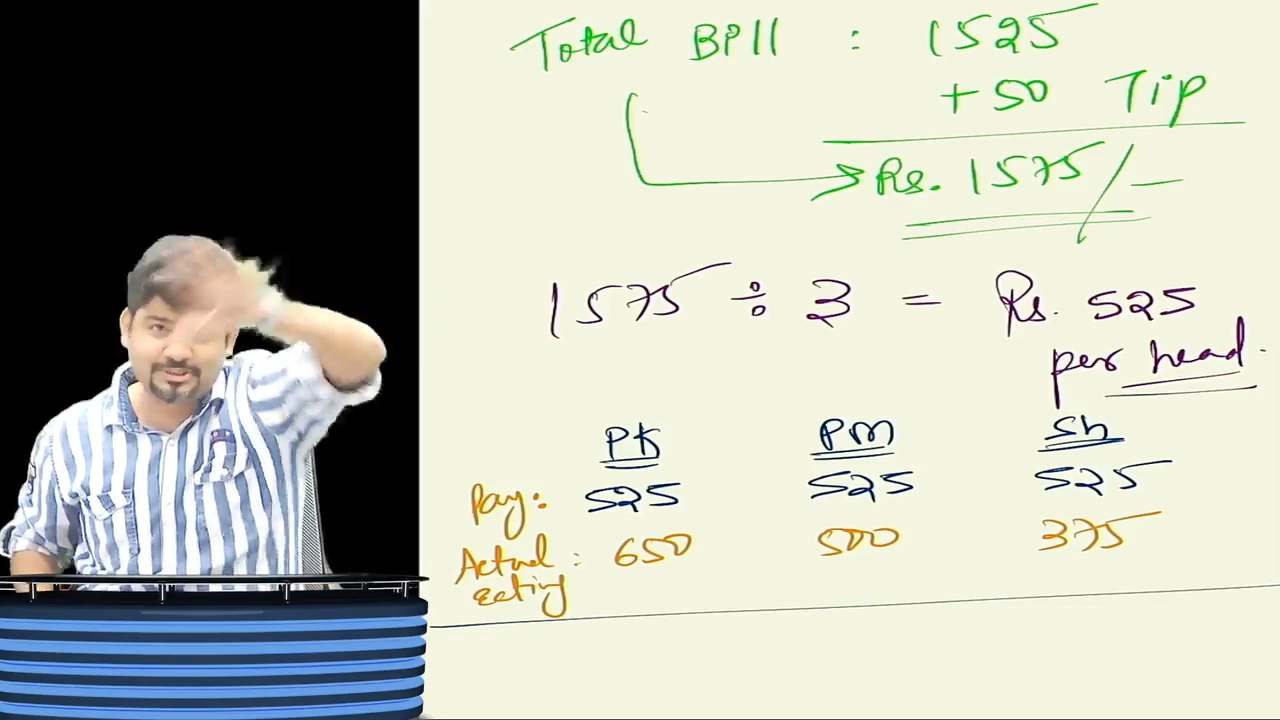 Total Bill : 1525
+ 50 Tip
Rs. 1575/-
1575 ÷ 3 = Rs. 525
per head.
PK PM Sh
Pay: 525 525 525
Actual eating : 650 500 375